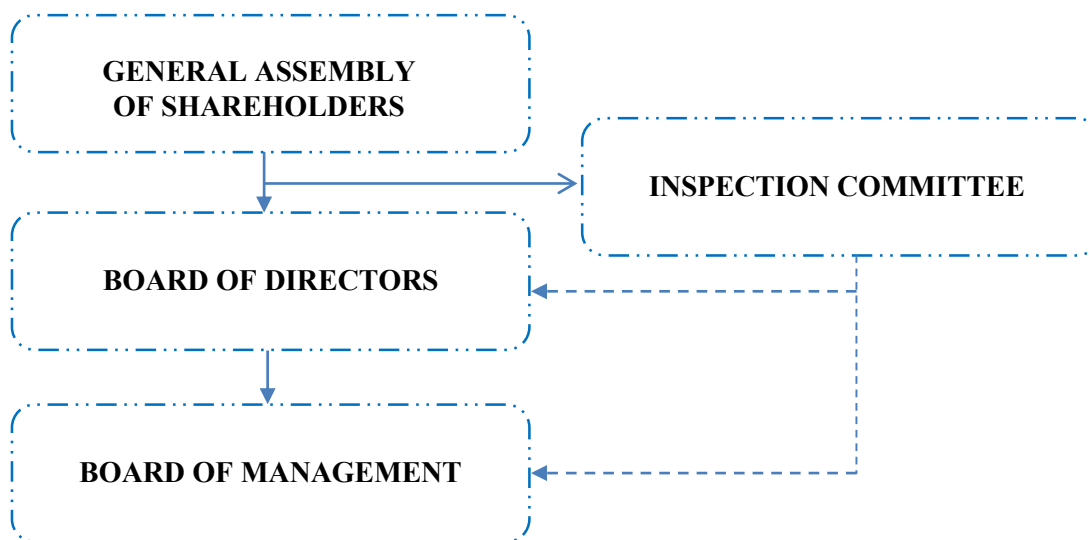 GENERAL ASSEMBLY
OF SHAREHOLDERS
INSPECTION COMMITTEE
BOARD OF DIRECTORS
BOARD OF MANAGEMENT